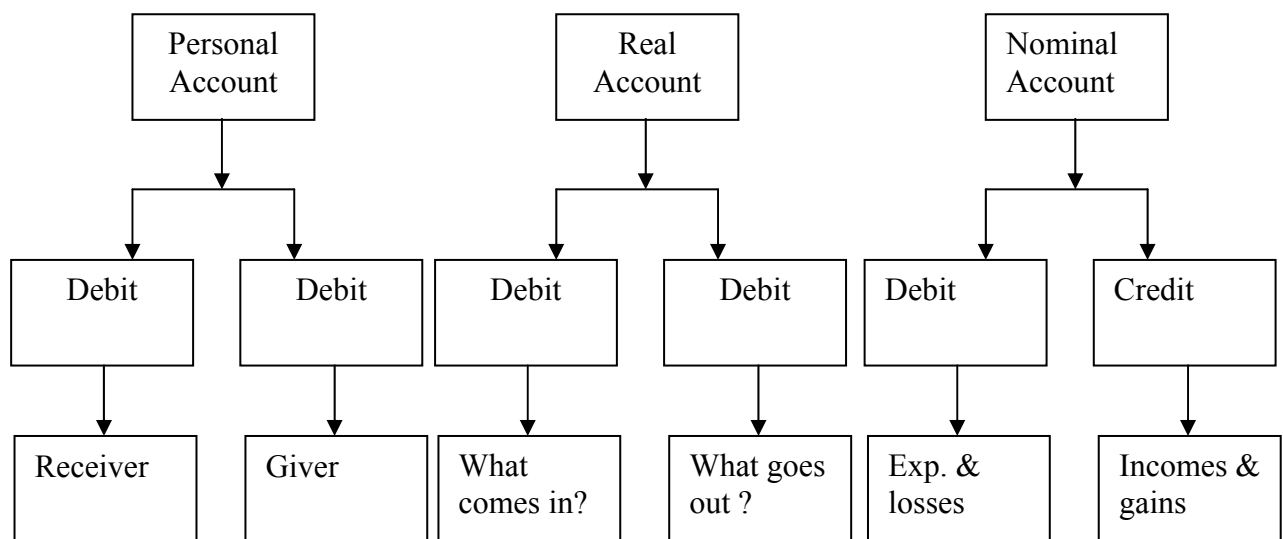 Personal
Account
Real
Account
Nominal
Account
Debit
Debit
Debit
Debit
Debit
Credit
Receiver
Giver
What
comes in?
What goes
out ?
Exp. &
losses
Incomes &
gains